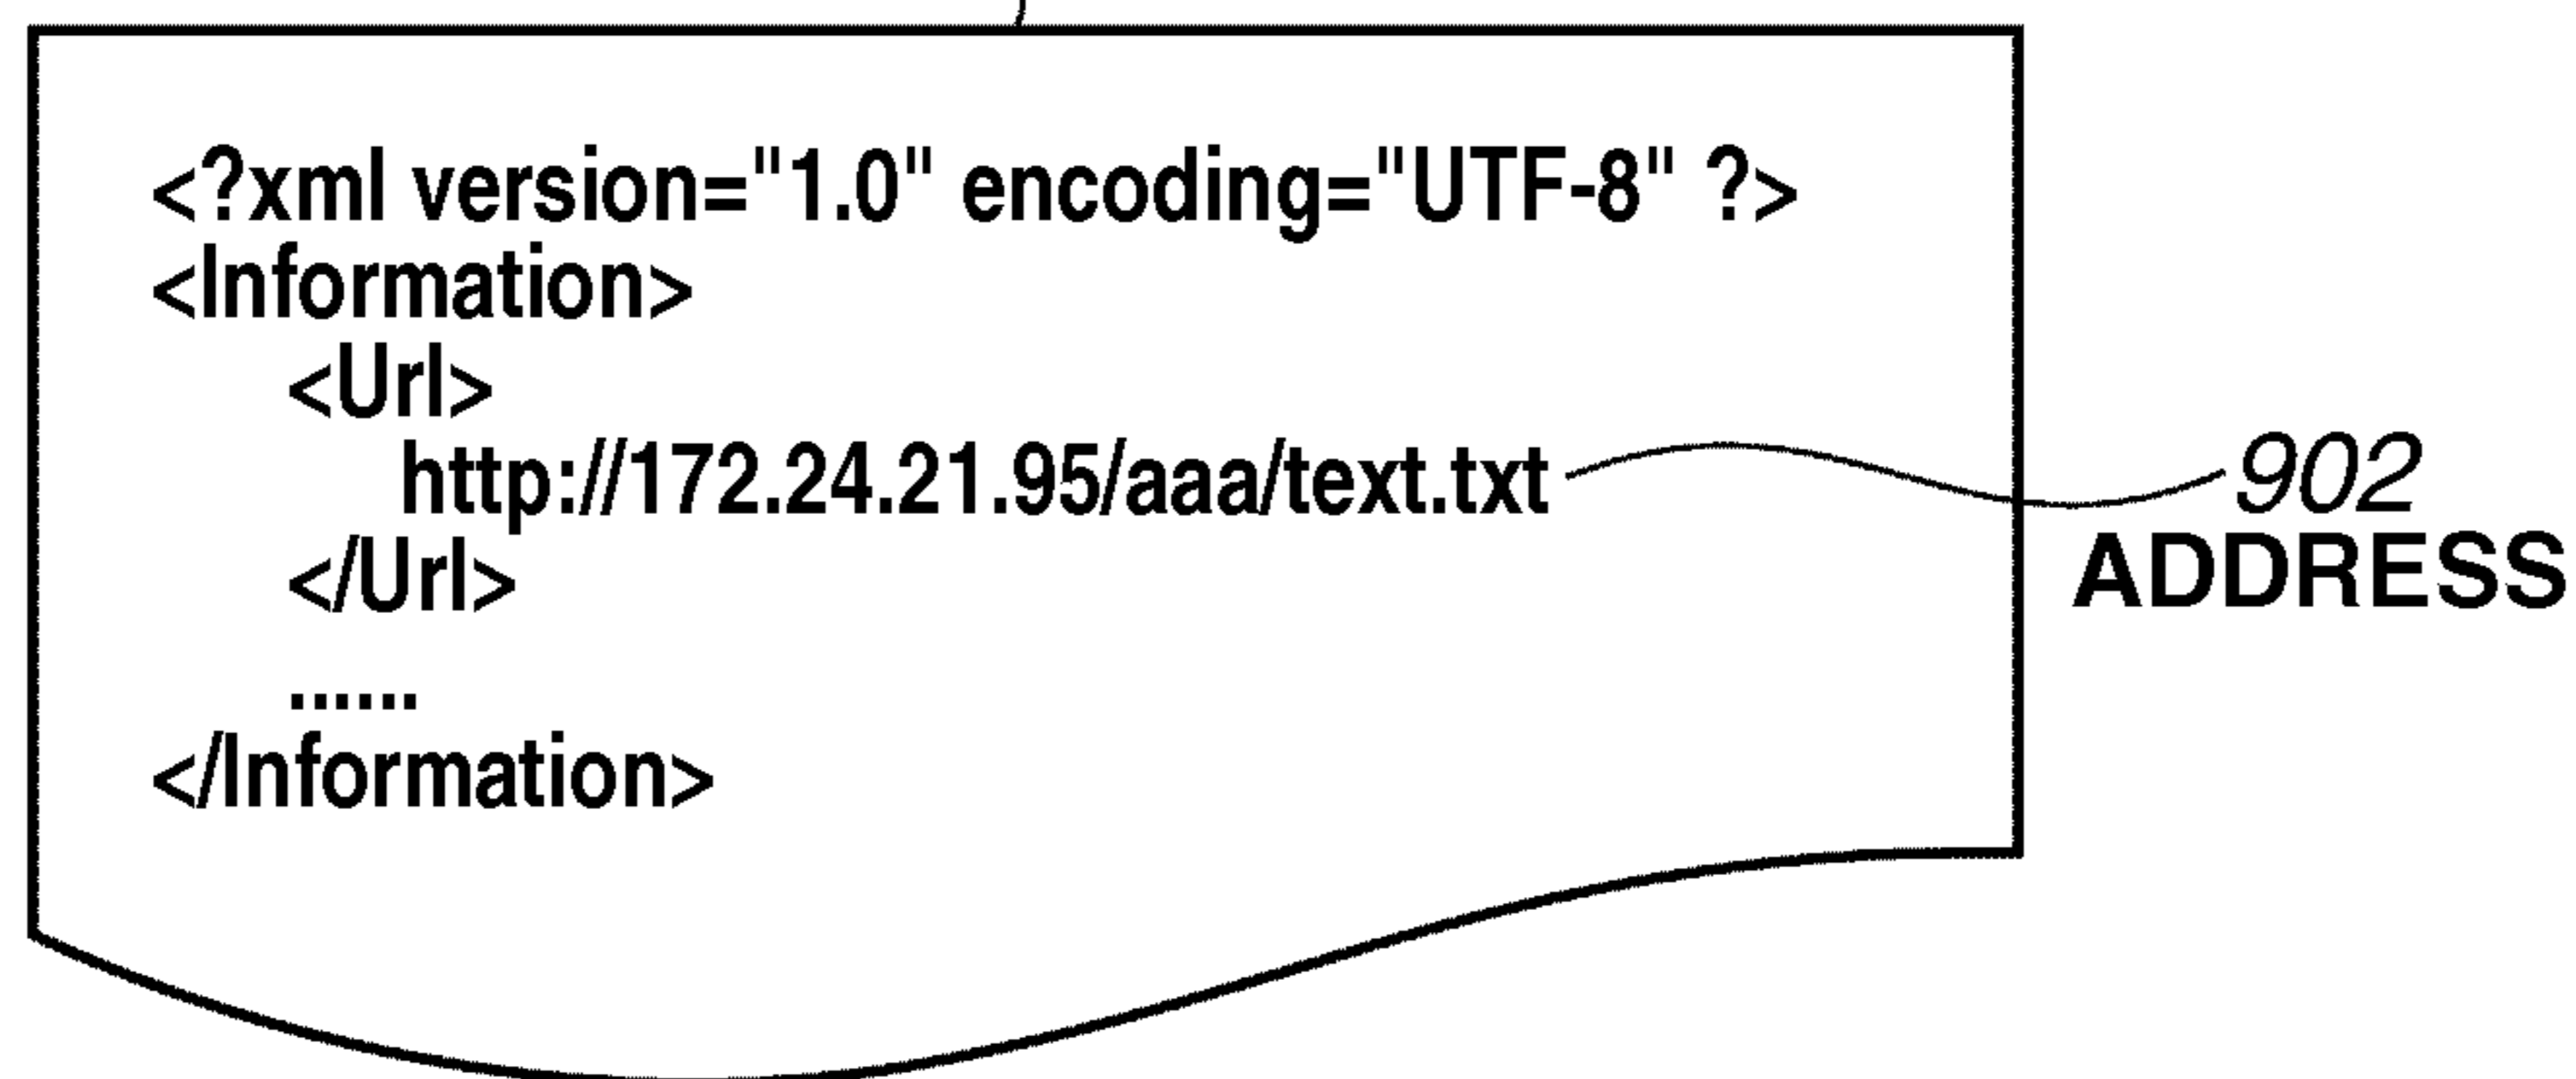 <?xml version="1.0" encoding="UTF-8" ?>
<Information>
<Url>
http://172.24.21.95/aaa/text.txt
</Url>
......
</Information>
902
ADDRESS